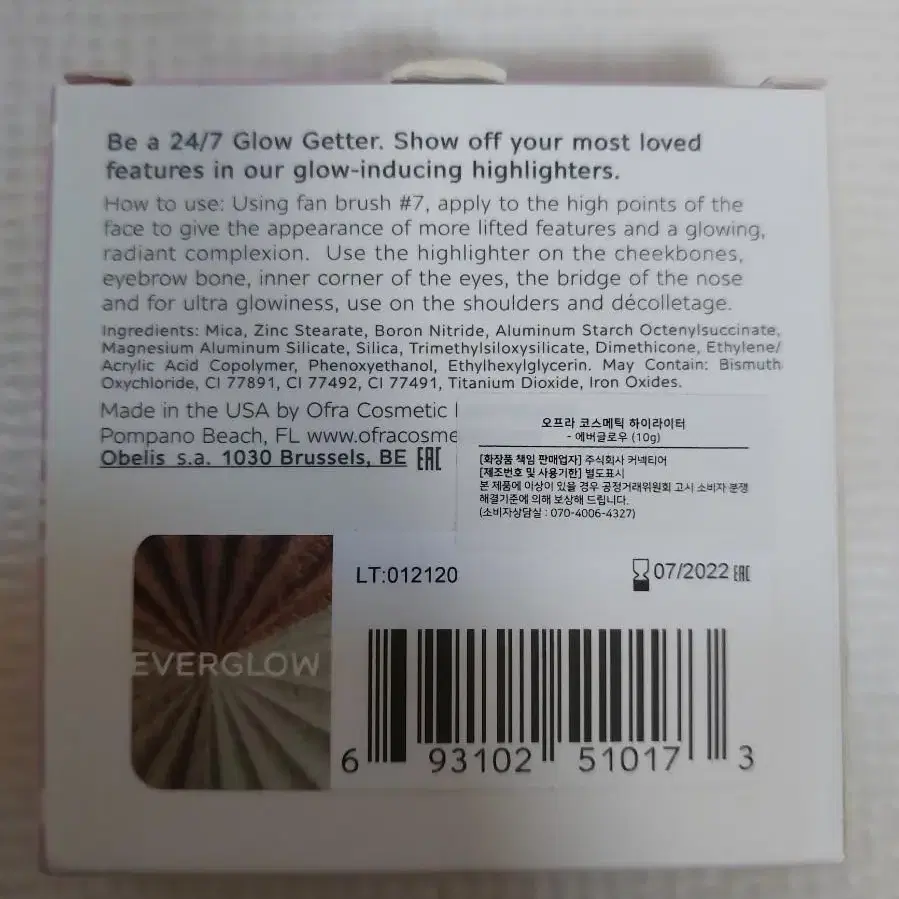 Be a 24/7 Glow Getter. Show off your most loved
features in our glow-inducing highlighters.
How to use: Using fan brush #7, apply to the high points of the
face to give the appearance of more lifted features and a glowing,
radiant complexion. Use the highlighter on the cheekbones,
eyebrow bone, inner corner of the eyes, the bridge of the nose
and for ultra glowiness, use on the shoulders and décolletage.
Ingredients: Mica, Zinc Stearate, Boron Nitride, Aluminum Starch Octenylsuccinate,
Magnesium Aluminum Silicate, Silica, Trimethylsiloxysilicate, Dimethicone, Ethylene/
Acrylic Acid Copolymer, Phenoxyethanol, Ethylhexylglycerin. May Contain: Bismuth
Oxychloride, CI 77891, CI 77492, CI 77491, Titanium Dioxide, Iron Oxides.
Made in the USA by Ofra Cosmetic
Pompano Beach, FL www.ofracosme
Obelis s.a. 1030 Brussels, BE EAC
오프라 코스메틱 하이라이터
- 에버글로우 (10g)
[화장품 책임 판매업자] 주식회사 커넥티어
[제조번호 및 사용기한] 별도표시
본 제품에 이상이 있을 경우 공정거래위원회 고시 소비자 분쟁
해결기준에 의해 보상해 드립니다.
(소비자상담실 : 070-4006-4327)
LT:012120
07/2022 EAC
EVERGLOW
6 93102 51017 3